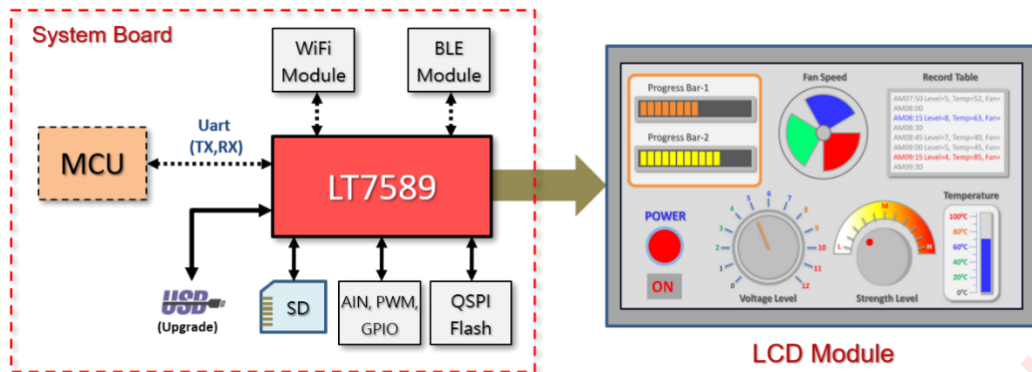 System Board
WiFi
Module
BLE
Module
Uart
(TX,RX)
MCU
LT7589
USB
(Upgrade)
SD
AIN, PWM,
GPIO
QSPI
Flash
Progress Bar-1
Progress Bar-2
Fan Speed
Record Table
AM07:50 Level=5, Temp=52, Fan=
AM08:00
AM08:15 Level=8, Temp=63, Fan=
AM08:30
AM08:45 Level=7, Temp=40, Fan=
AM09:00 Level=5, Temp=45, Fan=
AM09:15 Level=4, Temp=85, Fan=
AM09:30
POWER
ON
0
1
2
3
4
5
6
7
8
9
10
11
12
Voltage Level
L
M
H
Strength Level
Temperature
100°C
80°C
60°C
40°C
20°C
0°C
LCD Module